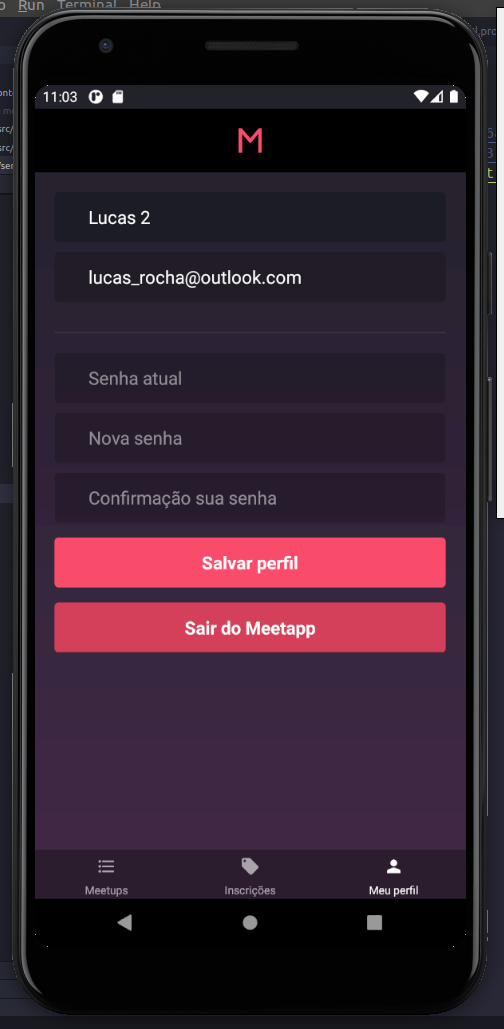 Run Terminal Help
11:03
M
Lucas 2
lucas_rocha@outlook.com
Senha atual
Nova senha
Confirmação sua senha
Salvar perfil
Sair do Meetapp
Meetups
Inscrições
Meu perfil